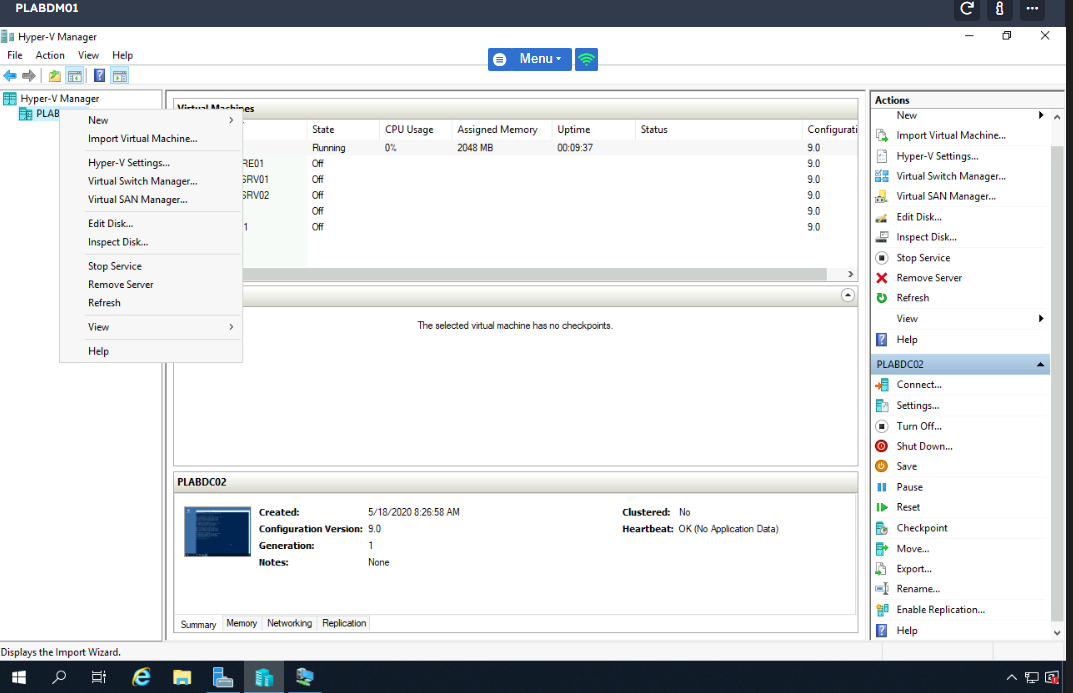 PLABDM01
Hyper-V Manager
File Action View Help
Menu
Hyper-V Manager
PLAB
New
Import Virtual Machine...
Hyper-V Settings...
Virtual Switch Manager...
Virtual SAN Manager...
Edit Disk...
Inspect Disk...
Stop Service
Remove Server
Refresh
View
Help
Virtual Machines
State CPU Usage Assigned Memory Uptime Status Configurati
Running 0% 2048 MB 00:09:37 9.0
RE01 Off 9.0
SRV01 Off 9.0
SRV02 Off 9.0
Off 9.0
1 Off 9.0
The selected virtual machine has no checkpoints.
PLABDC02
Created: 5/18/2020 8:26:58 AM Clustered: No
Configuration Version: 9.0 Heartbeat: OK (No Application Data)
Generation: 1
Notes: None
Summary Memory Networking Replication
Actions
New
Import Virtual Machine...
Hyper-V Settings...
Virtual Switch Manager...
Virtual SAN Manager...
Edit Disk...
Inspect Disk...
Stop Service
Remove Server
Refresh
View
Help
PLABDC02
Connect...
Settings...
Turn Off...
Shut Down...
Save
Pause
Reset
Checkpoint
Move...
Export...
Rename...
Enable Replication...
Help
Displays the Import Wizard.